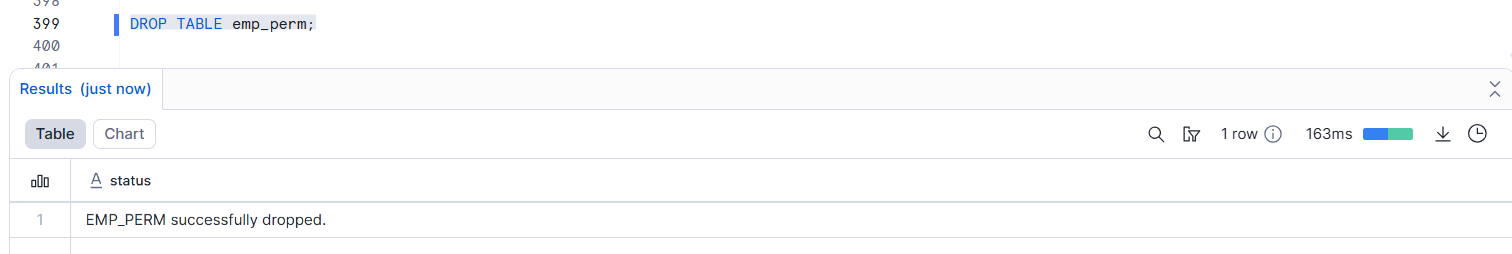 398
399 DROP TABLE emp_perm;
400
401
Results (just now)
Table Chart 1 row 163ms
A status
1 EMP_PERM successfully dropped.